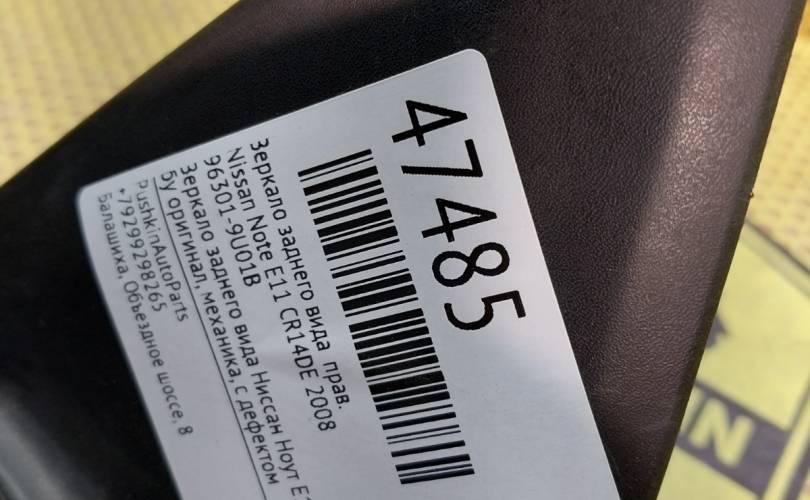 47485
Зеркало заднего вида прав.
Nissan Note E11 CR14DE 2008
96301-9U01B
Зеркало заднего вида Ниссан Ноут
бу оригинал, механика, с дефектом
PushkinAutoParts
+79299298265
Балашиха, Объездное шоссе, 8